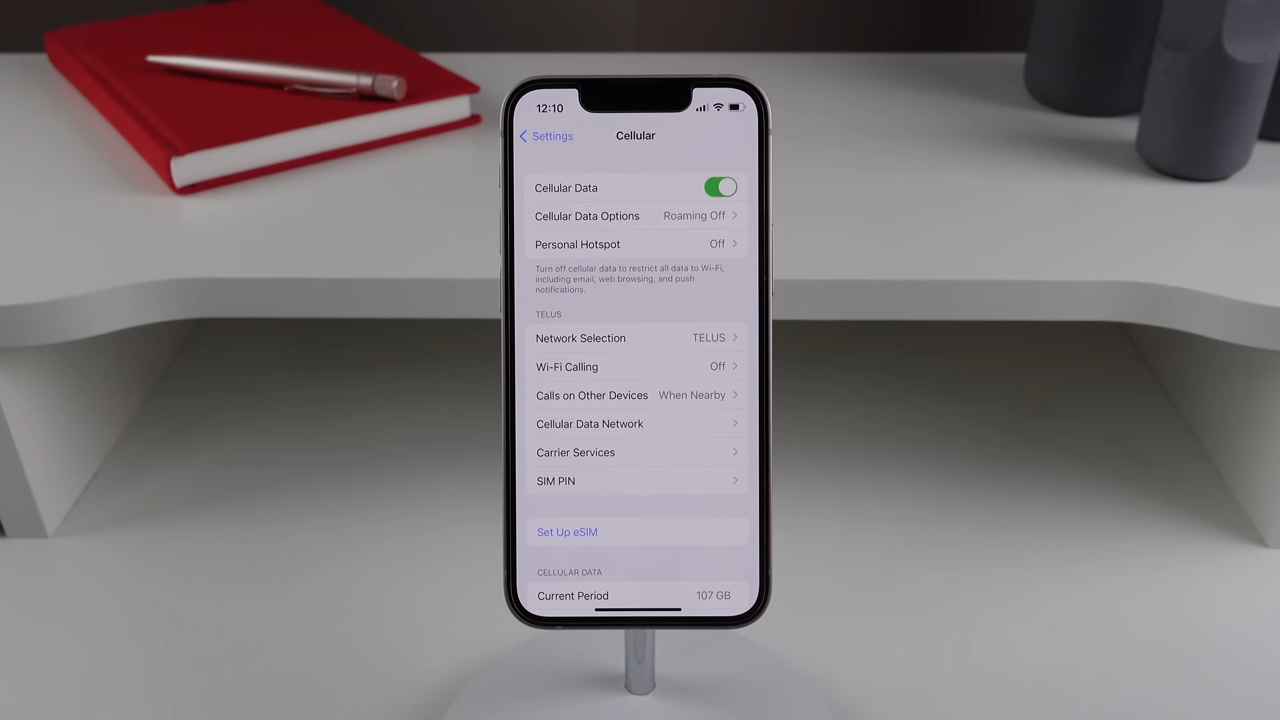 12:10
Settings Cellular
Cellular Data
Cellular Data Options Roaming Off
Personal Hotspot Off
Turn off cellular data to restrict all data to Wi-Fi,
including email, web browsing, and push
notifications.
TELUS
Network Selection TELUS
Wi-Fi Calling Off
Calls on Other Devices When Nearby
Cellular Data Network
Carrier Services
SIM PIN
Set Up eSIM
CELLULAR DATA
Current Period 107 GB